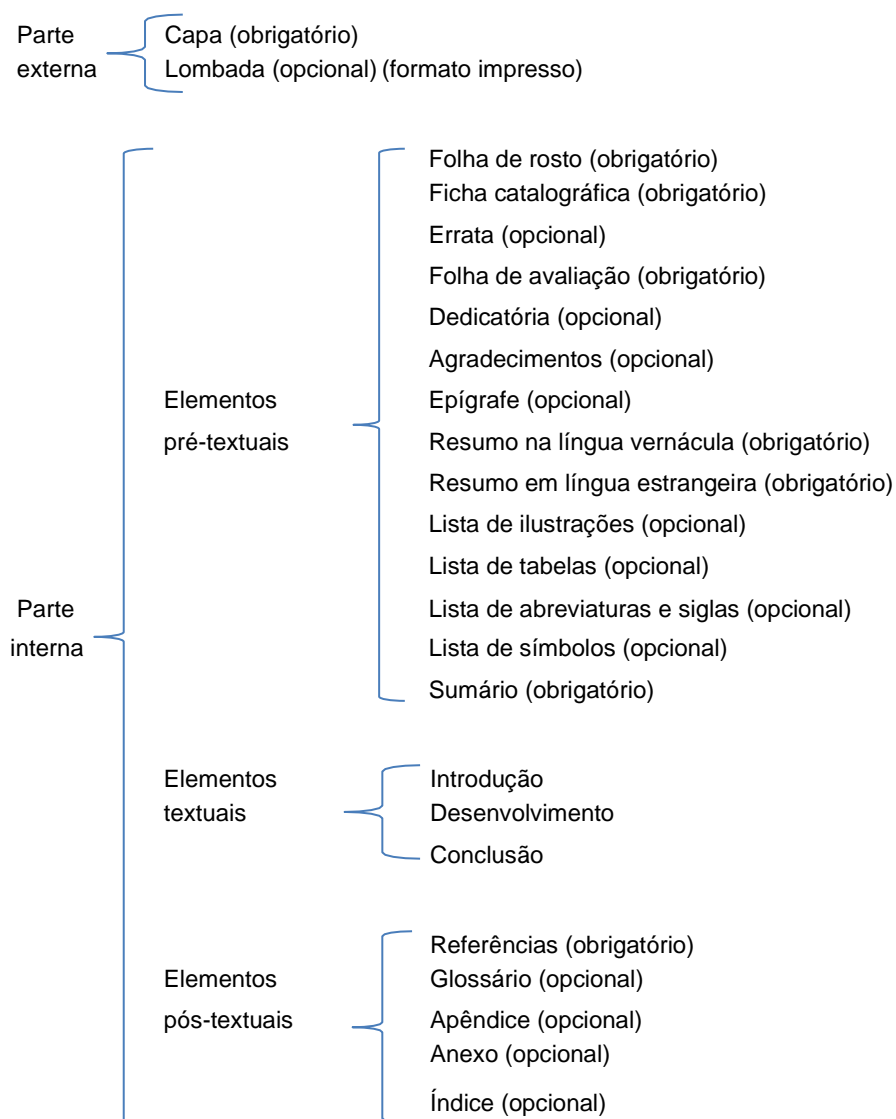 Parte
externa
Capa (obrigatório)
Lombada (opcional) (formato impresso)
Parte
interna
Elementos
pré-textuais
Folha de rosto (obrigatório)
Ficha catalográfica (obrigatório)
Errata (opcional)
Folha de avaliação (obrigatório)
Dedicatória (opcional)
Agradecimentos (opcional)
Epígrafe (opcional)
Resumo na língua vernácula (obrigatório)
Resumo em língua estrangeira (obrigatório)
Lista de ilustrações (opcional)
Lista de tabelas (opcional)
Lista de abreviaturas e siglas (opcional)
Lista de símbolos (opcional)
Sumário (obrigatório)
Elementos
textuais
Introdução
Desenvolvimento
Conclusão
Elementos
pós-textuais
Referências (obrigatório)
Glossário (opcional)
Apêndice (opcional)
Anexo (opcional)
Índice (opcional)